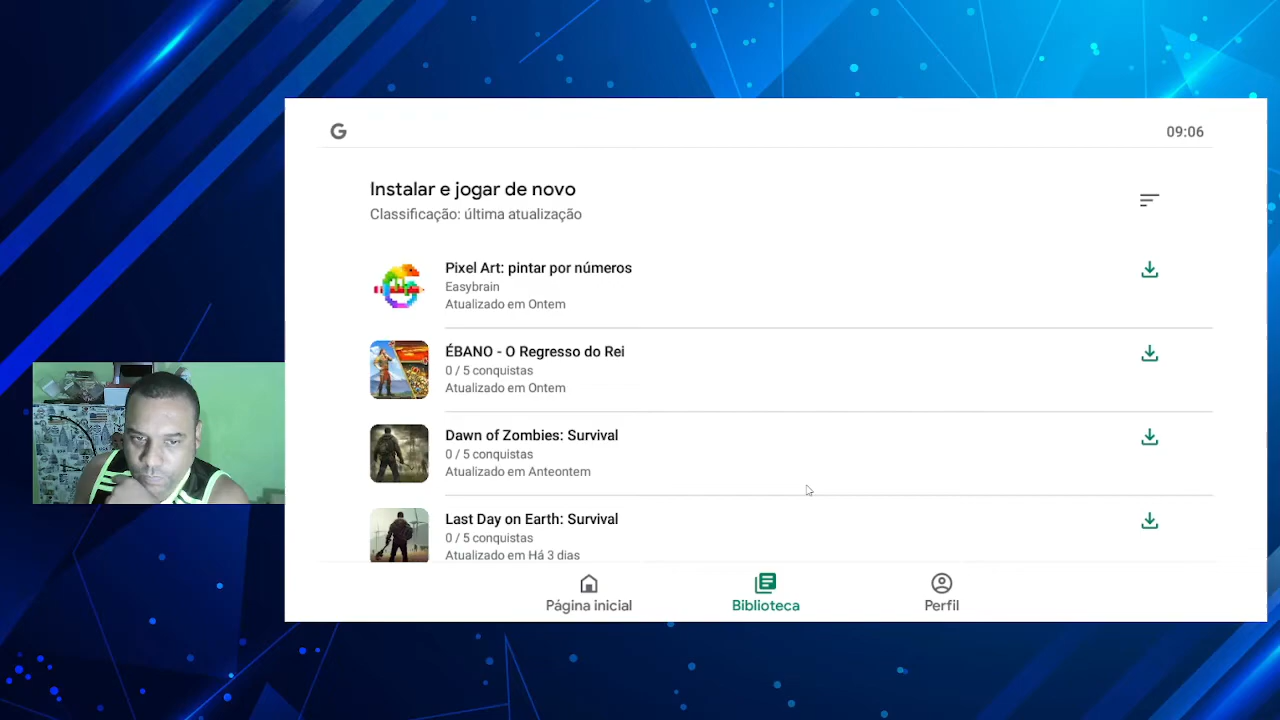 G
09:06
Instalar e jogar de novo
Classificação: última atualização
Pixel Art: pintar por números
Easybrain
Atualizado em Ontem
ÉBANO - O Regresso do Rei
0 / 5 conquistas
Atualizado em Ontem
Dawn of Zombies: Survival
0 / 5 conquistas
Atualizado em Anteontem
Last Day on Earth: Survival
0 / 5 conquistas
Atualizado em Há 3 dias
Página inicial
Biblioteca
Perfil